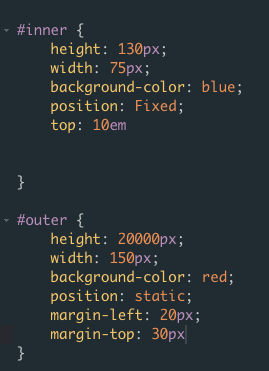 #inner {
height: 130px;
width: 75px;
background-color: blue;
position: Fixed;
top: 10em
}
#outer {
height: 20000px;
width: 150px;
background-color: red;
position: static;
margin-left: 20px;
margin-top: 30px
}